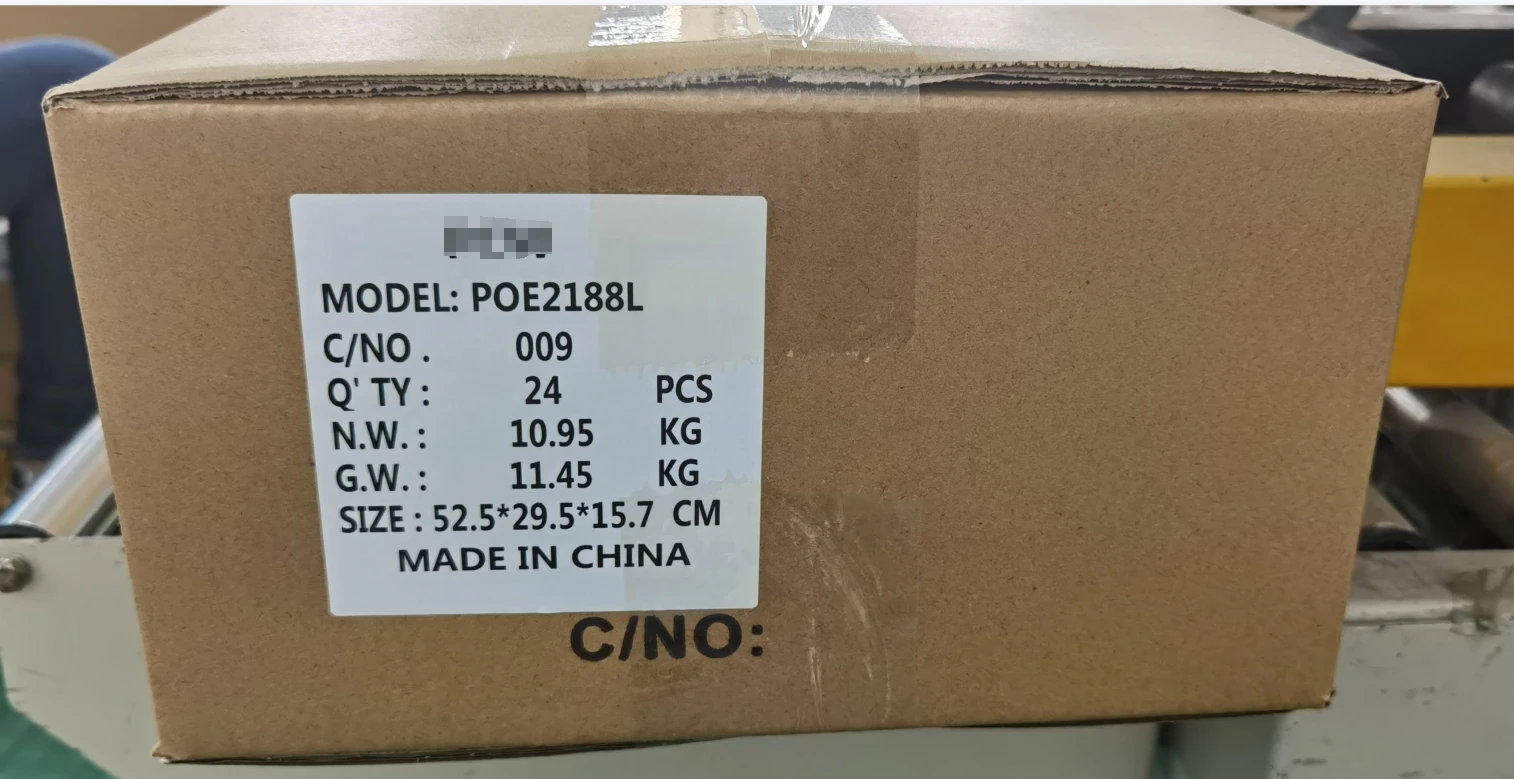 MODEL: POE2188L
C/NO . 009
Q' TY : 24 PCS
N.W. : 10.95 KG
G.W. : 11.45 KG
SIZE : 52.5*29.5*15.7 CM
MADE IN CHINA
C/NO: